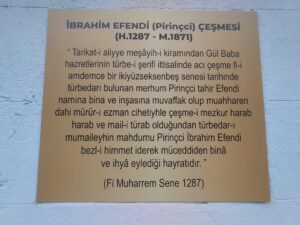 İBRAHİM EFENDİ (Pirinççi) ÇEŞMESİ
(H.1287 - M.1871)
" Tarikat-i aliyye meşâyih-i kiramından Gül Baba
hazretlerinin türbe-i şerifi ittisalinde acı çeşme fi-i
amdemce bir ikiyüzseksenbeş senesi tarihinde
türbedarı bulunan merhum Pirinççi tahir Efendi
namına bina ve inşasına muvaffak olup muahharen
dahi mürûr-ı ezman cihetiyle çeşme-i mezkur harab
harab ve mail-i türab olduğundan türbedar-ı
mumaileyhin mahdumu Pirinççi İbrahim Efendi
bezl-i himmet iderek müceddiden binâ
ve ihyâ eylediği hayratıdır. "
(Fi Muharrem Sene 1287)